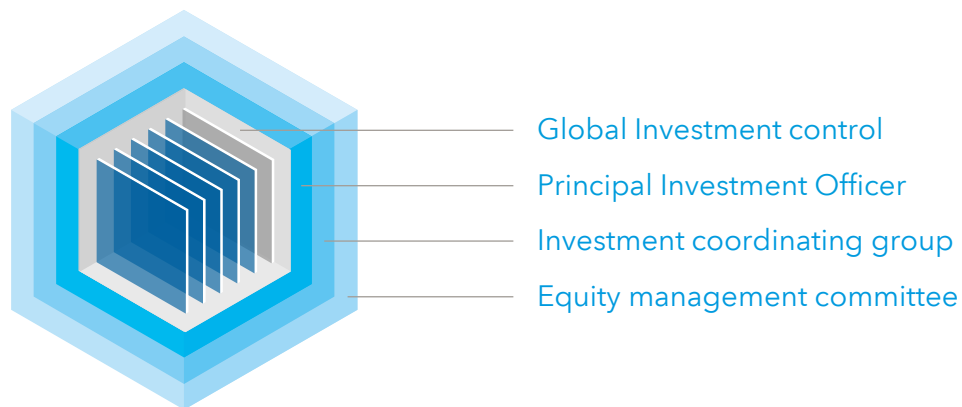 Global Investment control
Principal Investment Officer
Investment coordinating group
Equity management committee